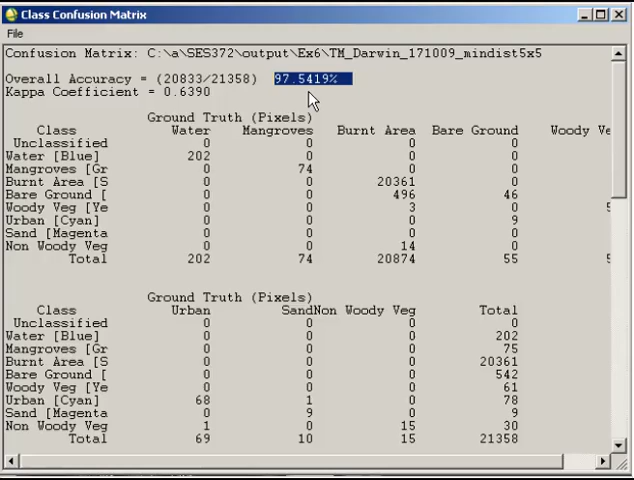 Class Confusion Matrix
File
Confusion Matrix: C:\a\SES372\output\Ex6\TM_Darwin_171009_mindist5x5
Overall Accuracy = (20833/21358) 97.5419%
Kappa Coefficient = 0.6390
Ground Truth (Pixels)
Class Water Mangroves Burnt Area Bare Ground Woody Ve
Unclassified 0 0 0 0
Water [Blue] 202 0 0 0
Mangroves [Gr 0 74 0 0
Burnt Area [S 0 0 20361 0
Bare Ground [ 0 0 496 46
Woody Veg [Ye 0 0 3 0 5
Urban [Cyan] 0 0 0 9
Sand [Magenta 0 0 0 0
Non Woody Veg 0 0 14 0
Total 202 74 20874 55 5
Ground Truth (Pixels)
Class Urban SandNon Woody Veg Total
Unclassified 0 0 0 0
Water [Blue] 0 0 0 202
Mangroves [Gr 0 0 0 75
Burnt Area [S 0 0 0 20361
Bare Ground [ 0 0 0 542
Woody Veg [Ye 0 0 0 61
Urban [Cyan] 68 1 0 78
Sand [Magenta 0 9 0 9
Non Woody Veg 1 0 15 30
Total 69 10 15 21358